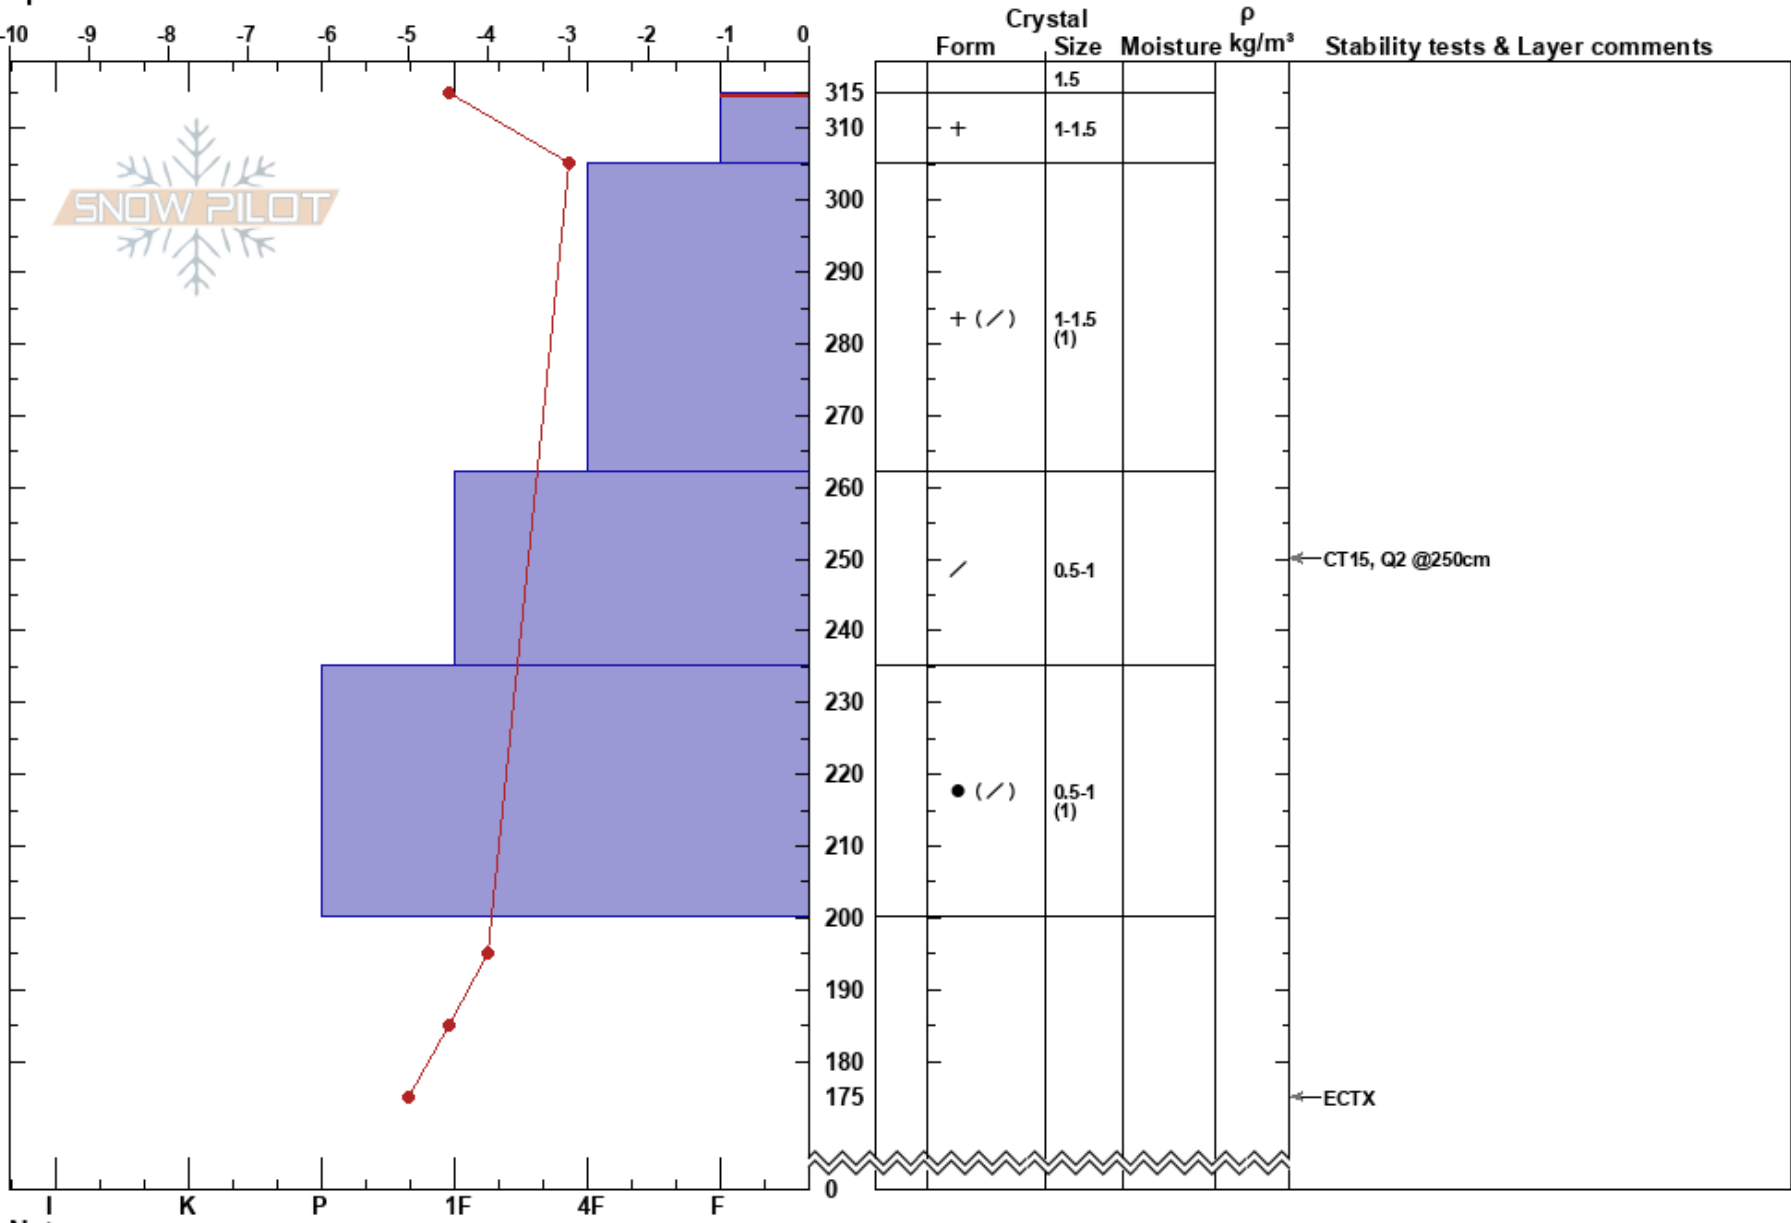 Crystal ρ
-10 -9 -8 -7 -6 -5 -4 -3 -2 -1 0 Form Size Moisture kg/m³ Stability tests & Layer comments
1.5
315
310 + 1-1.5
SNOW PILOT
300
290
+ (/) 1-1.5
(1)
280
270
260
250 CT15, Q2 @250cm
/ 0.5-1
240
230
220
● (/) 0.5-1
(1)
210
200
190
180
175 ECTX
0
I K P 1F 4F F